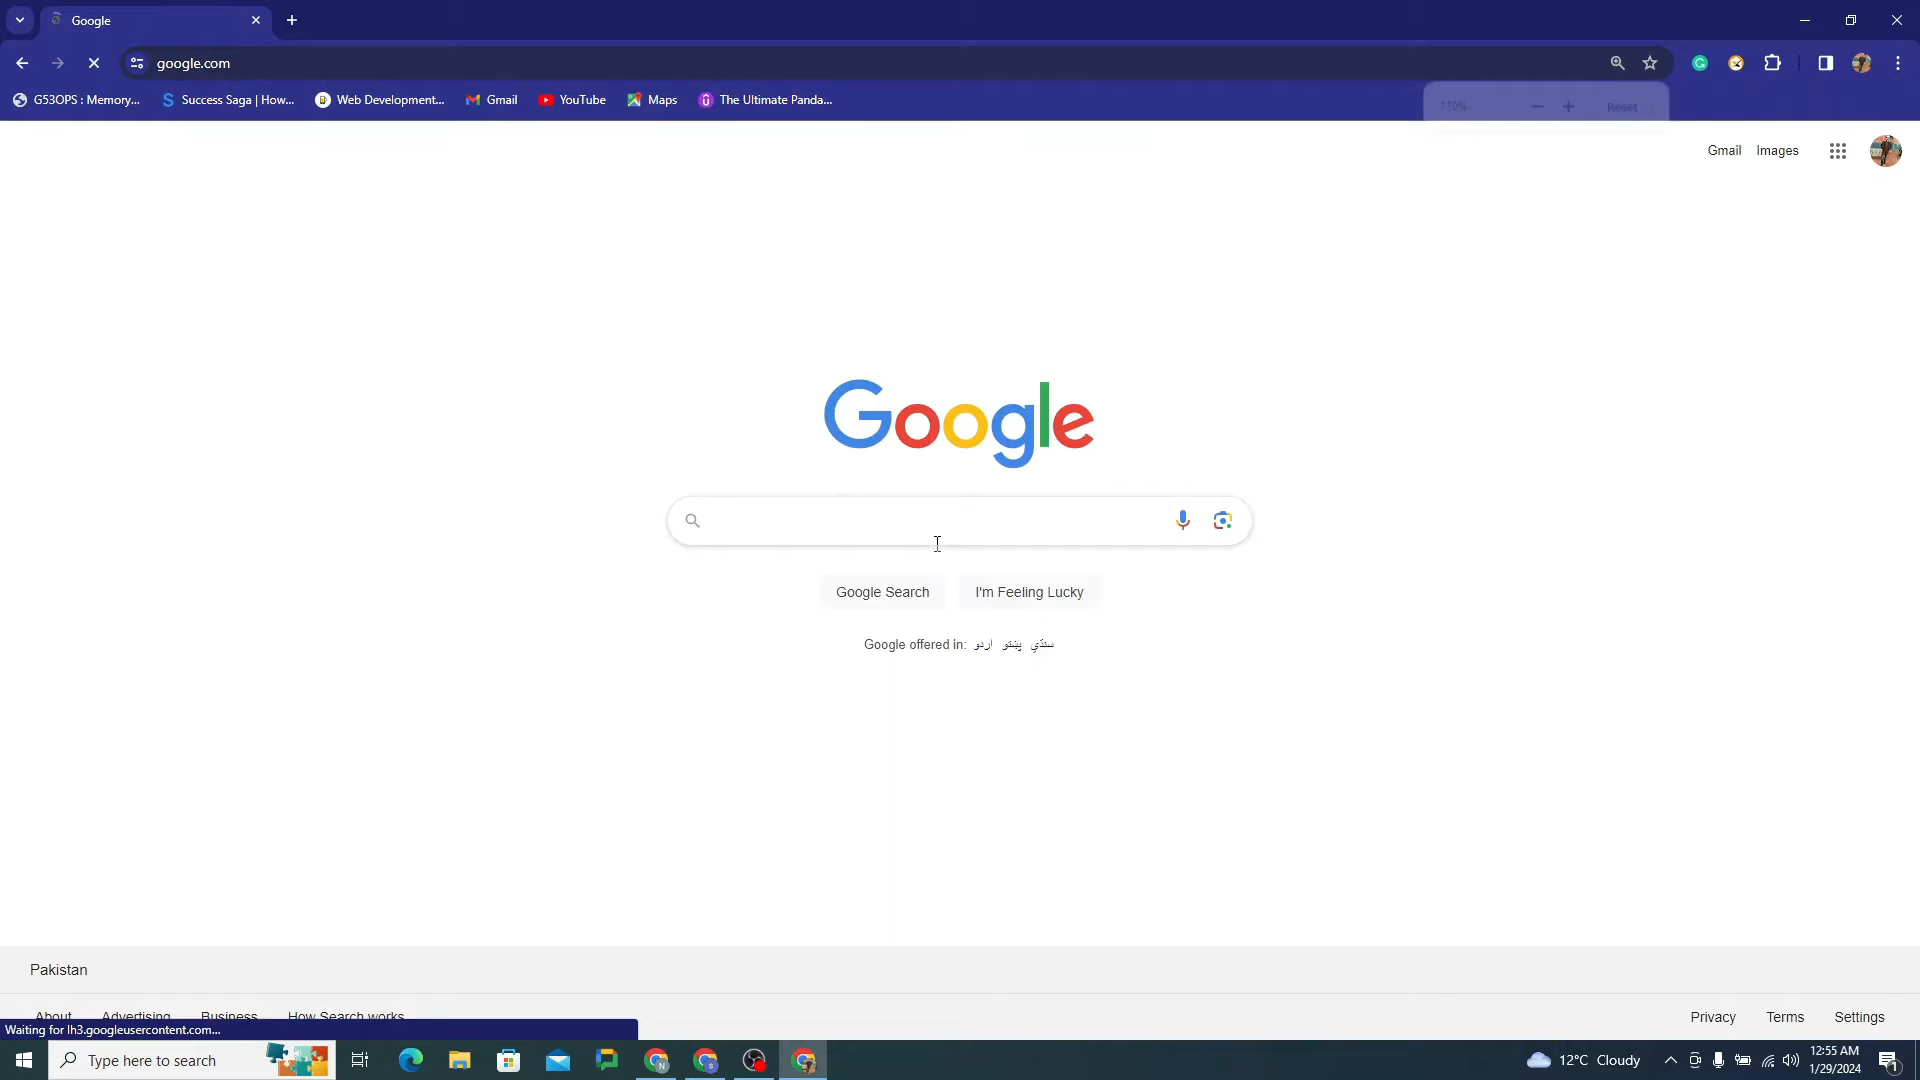 Google
google.com
G53OPS : Memory...
Success Saga | How...
Web Development...
Gmail
YouTube
Maps
The Ultimate Panda...
110%
Reset
Gmail
Images
Google
Google Search
I'm Feeling Lucky
Google offered in: اردو پښتو سنڌي
Pakistan
About
Advertising
Business
How Search works
Privacy
Terms
Settings
Waiting for lh3.googleusercontent.com...
Type here to search
N
S
12°C Cloudy
12:55 AM
1/29/2024
1